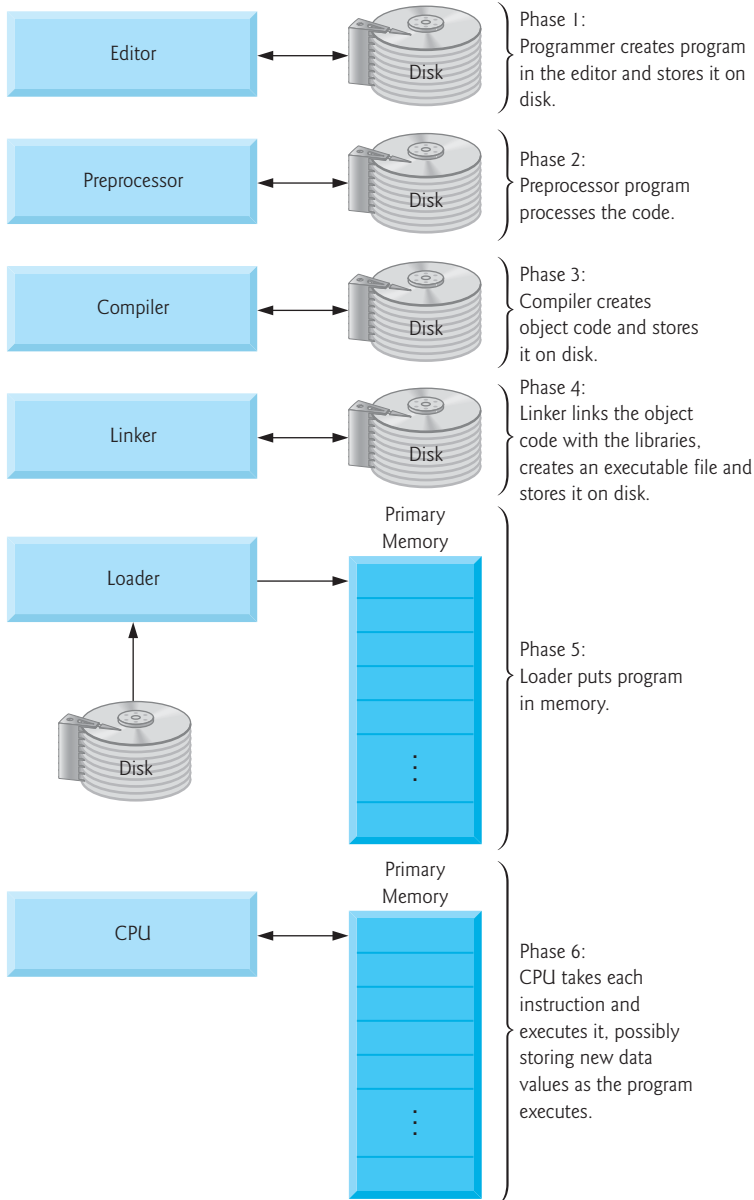 Editor
Disk
Phase 1:
Programmer creates program
in the editor and stores it on
disk.
Preprocessor
Disk
Phase 2:
Preprocessor program
processes the code.
Compiler
Disk
Phase 3:
Compiler creates
object code and stores
it on disk.
Linker
Disk
Phase 4:
Linker links the object
code with the libraries,
creates an executable file and
stores it on disk.
Loader
Disk
Primary
Memory
Phase 5:
Loader puts program
in memory.
CPU
Primary
Memory
Phase 6:
CPU takes each
instruction and
executes it, possibly
storing new data
values as the program
executes.